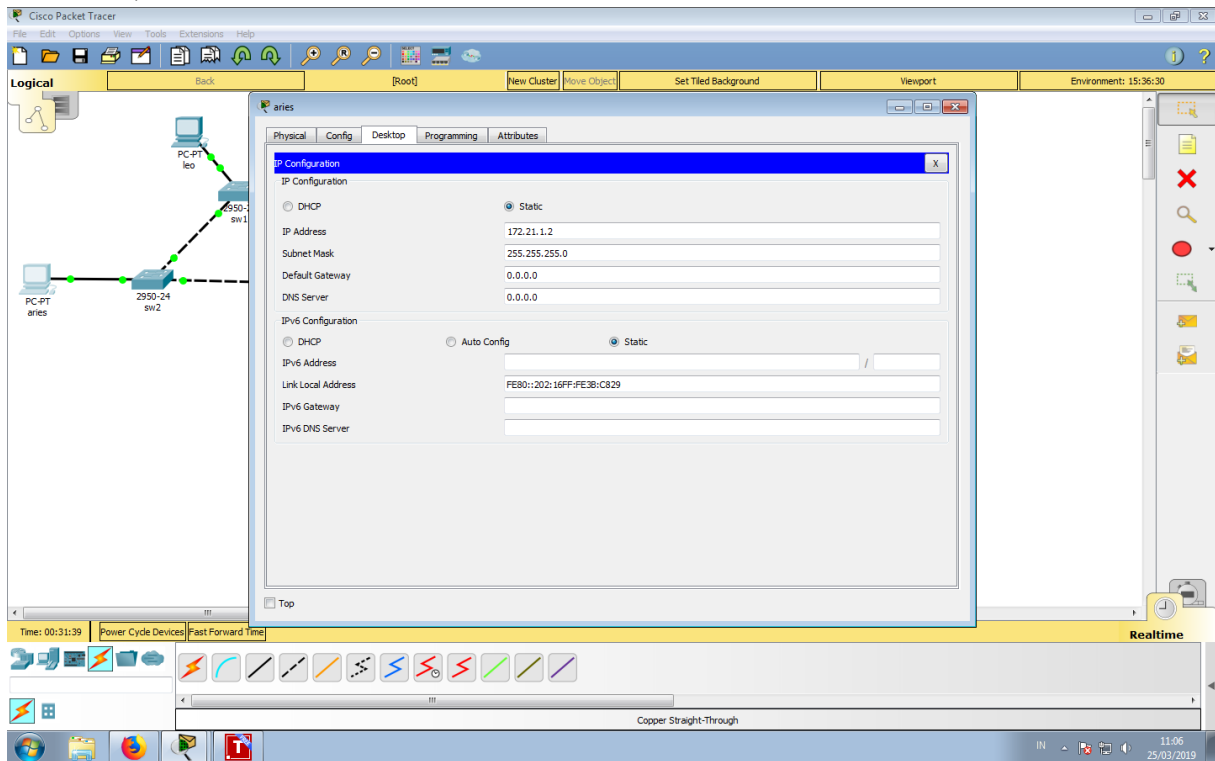 Cisco Packet Tracer
File Edit Options View Tools Extensions Help
Logical Back [Root] New Cluster Move Object Set Tiled Background Viewport Environment: 15:36:30
aries
Physical Config Desktop Programming Attributes
IP Configuration X
IP Configuration
DHCP Static
IP Address 172.21.1.2
Subnet Mask 255.255.255.0
Default Gateway 0.0.0.0
DNS Server 0.0.0.0
IPv6 Configuration
DHCP Auto Config Static
IPv6 Address /
Link Local Address FE80::202:16FF:FE3B:C829
IPv6 Gateway
IPv6 DNS Server
Top
PC-PT
leo
2950-
sw1
PC-PT
aries
2950-24
sw2
Time: 00:31:39 Power Cycle Devices Fast Forward Time Realtime
Copper Straight-Through
IN 11:06
25/03/2019